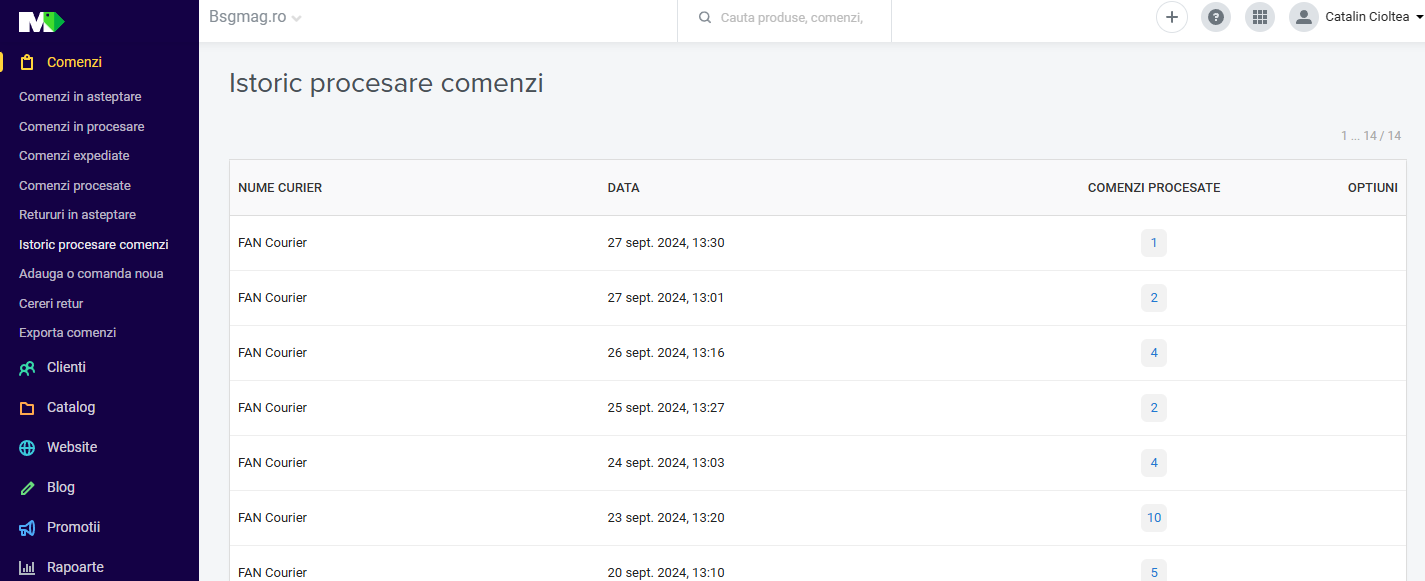 Bsgmag.ro
Cauta produse, comenzi,
Catalin Cioltea
Comenzi
Comenzi in asteptare
Comenzi in procesare
Comenzi expediate
Comenzi procesate
Retururi in asteptare
Istoric procesare comenzi
Adauga o comanda noua
Cereri retur
Exporta comenzi
Clienti
Catalog
Website
Blog
Promotii
Rapoarte
Istoric procesare comenzi
1 ... 14 / 14
NUME CURIER DATA COMENZI PROCESATE OPTIUNI
FAN Courier 27 sept. 2024, 13:30 1
FAN Courier 27 sept. 2024, 13:01 2
FAN Courier 26 sept. 2024, 13:16 4
FAN Courier 25 sept. 2024, 13:27 2
FAN Courier 24 sept. 2024, 13:03 4
FAN Courier 23 sept. 2024, 13:20 10
FAN Courier 20 sept. 2024, 13:10 5